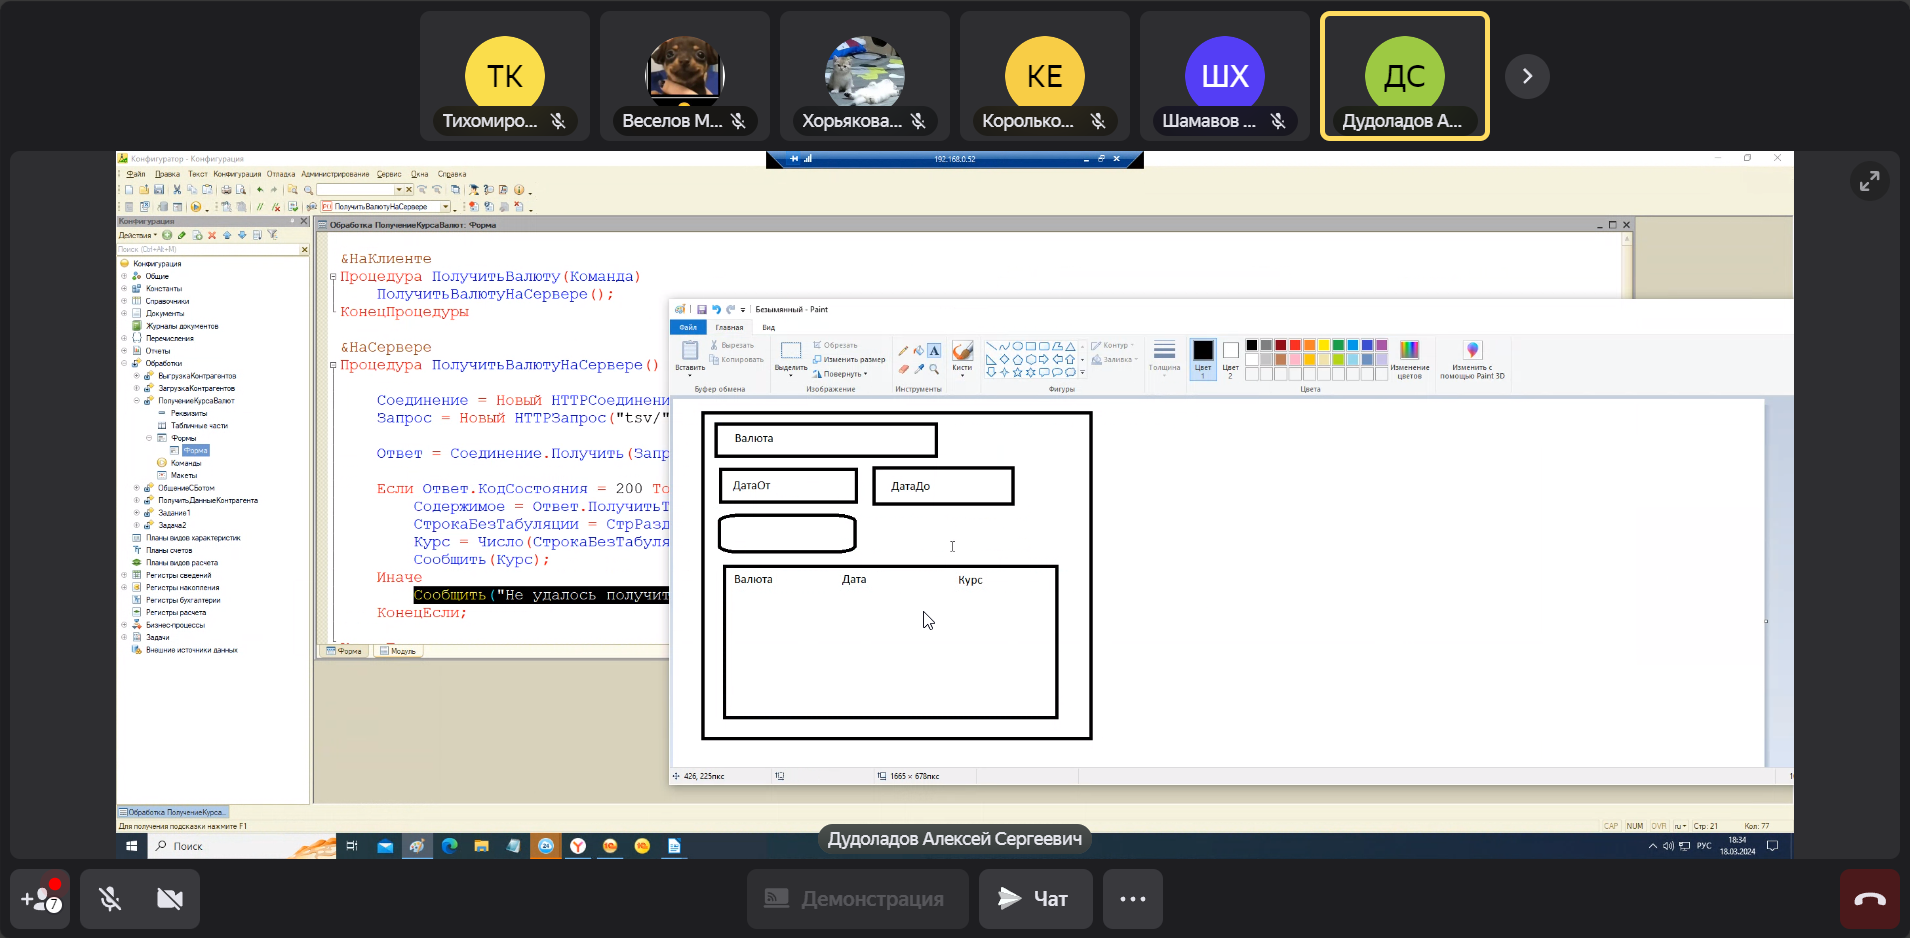 ТК
Тихомиро...
Веселов М...
Хорьякова...
КЕ
Королько...
ШХ
Шамавов ...
ДС
Дудоладов А...
Конфигуратор - Конфигурация
192.168.0.52
Файл Правка Текст Конфигурация Отладка Администрирование Сервис Окна Справка
ПолучитьВалютуНаСервере
Конфигурация
Действия
Поиск (Ctrl+Alt+M)
Конфигурация
Общие
Константы
Справочники
Документы
Журналы документов
Перечисления
Отчеты
Обработки
ВыгрузкаКонтрагентов
ЗагрузкаКонтрагентов
ПолучениеКурсаВалют
Реквизиты
Табличные части
Формы
Форма
Команды
Макеты
ОбщениеСБотом
ПолучитьДанныеКонтрагента
Задание1
Задача2
Планы видов характеристик
Планы счетов
Планы видов расчета
Регистры сведений
Регистры накопления
Регистры бухгалтерии
Регистры расчета
Бизнес-процессы
Задачи
Внешние источники данных
Обработка ПолучениеКурсаВалют: Форма
&НаКлиенте
Процедура ПолучитьВалюту(Команда)
ПолучитьВалютуНаСервере();
КонецПроцедуры
&НаСервере
Процедура ПолучитьВалютуНаСервере()
Соединение = Новый HTTPСоединени
Запрос = Новый HTTPЗапрос("tsv/"
Ответ = Соединение.Получить(Запр
Если Ответ.КодСостояния = 200 То
Содержимое = Ответ.ПолучитьТ
СтрокаБезТабуляции = СтрРазд
Курс = Число(СтрокаБезТабуля
Сообщить(Курс);
Иначе
Сообщить("Не удалось получит
КонецЕсли;
Форма
Модуль
Безымянный - Paint
Файл Главная Вид
Вставить
Вырезать
Копировать
Буфер обмена
Выделить
Обрезать
Изменить размер
Повернуть
Изображение
Инструменты
Кисти
Фигуры
Контур
Заливка
Толщина
Цвет 1
Цвет 2
Цвета
Изменение цветов
Изменить с помощью Paint 3D
Валюта
ДатаОт ДатаДо
Валюта Дата Курс
426, 225пкс
1665 × 678пкс
Обработка ПолучениеКурса...
Для получения подсказки нажмите F1
CAP NUM OVR ru Стр: 21 Кол: 77
Поиск
Дудоладов Алексей Сергеевич
РУС
18:34
18.03.2024
7
Демонстрация
Чат